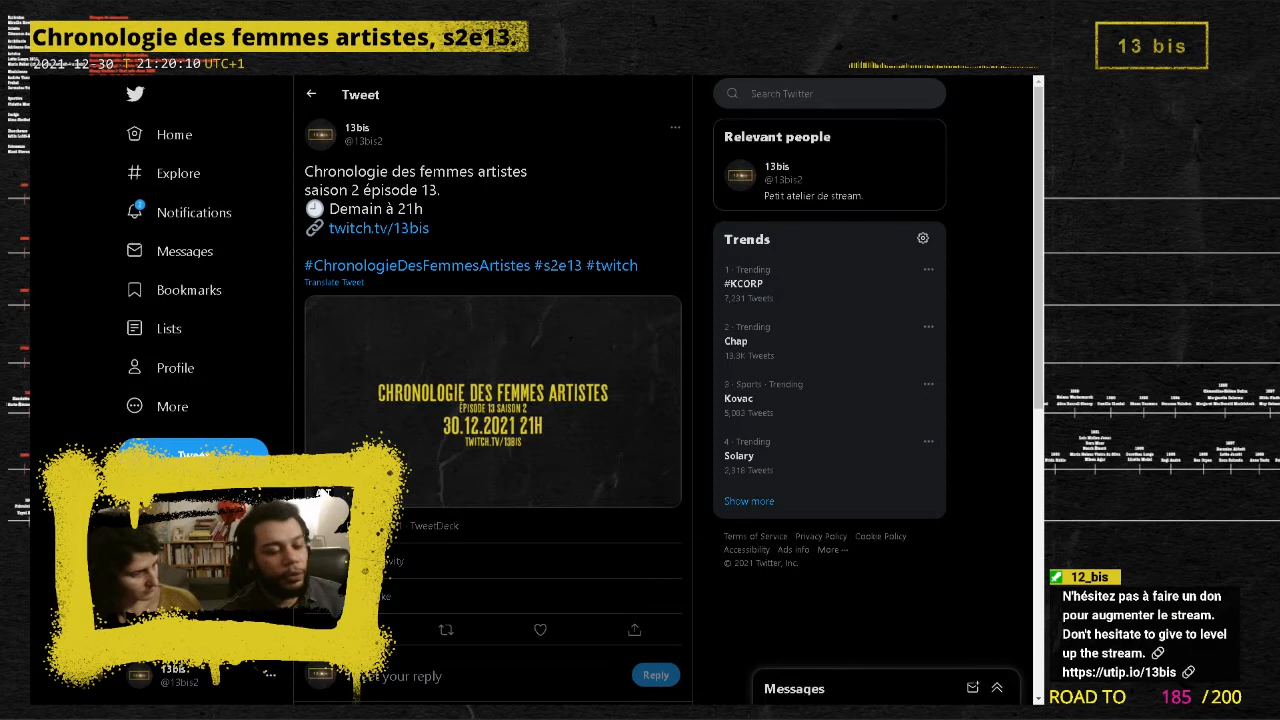 Chronologie des femmes artistes, s2e13.
2021-12-30 T 21:20:10 UTC+1
13 bis
Home
Explore
2
Notifications
Messages
Bookmarks
Lists
Profile
More
13bis
@13bis2
Tweet
13bis
@13bis2
Chronologie des femmes artistes
saison 2 épisode 13.
Demain à 21h
twitch.tv/13bis
#ChronologieDesFemmesArtistes #s2e13 #twitch
Translate Tweet
CHRONOLOGIE DES FEMMES ARTISTES
ÉPISODE 13 SAISON 2
30.12.2021 21H
TWITCH.TV/13BIS
· TweetDeck
your reply
Reply
Search Twitter
Relevant people
13bis
@13bis2
Petit atelier de stream.
Trends
1 · Trending
#KCORP
7,231 Tweets
2 · Trending
Chap
13.3K Tweets
3 · Sports · Trending
Kovac
5,003 Tweets
4 · Trending
Solary
2,318 Tweets
Show more
Terms of Service Privacy Policy Cookie Policy
Accessibility Ads info More ···
© 2021 Twitter, Inc.
Messages
12_bis
N'hésitez pas à faire un don
pour augmenter le stream.
Don't hesitate to give to level
up the stream.
https://utip.io/13bis
ROAD TO 185 / 200